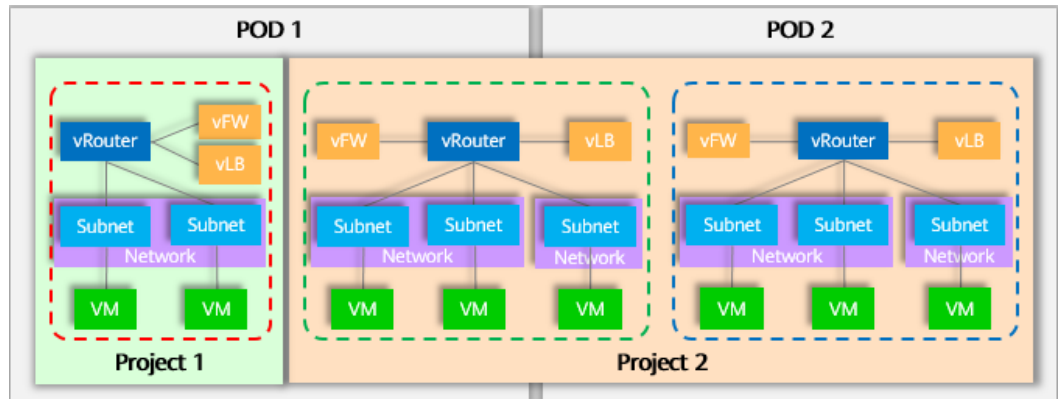 POD 1
POD 2
vRouter
vFW
vLB
Subnet
Subnet
Network
VM
VM
Project 1
vFW
vRouter
vLB
Subnet
Subnet
Subnet
Network
Network
VM
VM
VM
vFW
vRouter
vLB
Subnet
Subnet
Subnet
Network
Network
VM
VM
VM
Project 2